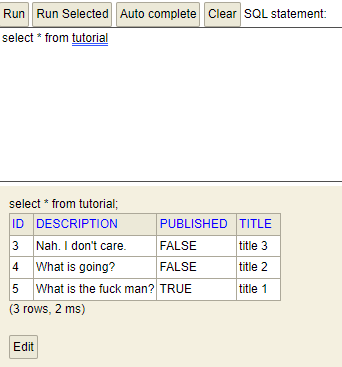 Run Run Selected Auto complete Clear SQL statement:
select * from tutorial
select * from tutorial;
ID DESCRIPTION PUBLISHED TITLE
3 Nah. I don't care. FALSE title 3
4 What is going? FALSE title 2
5 What is the fuck man? TRUE title 1
(3 rows, 2 ms)
Edit